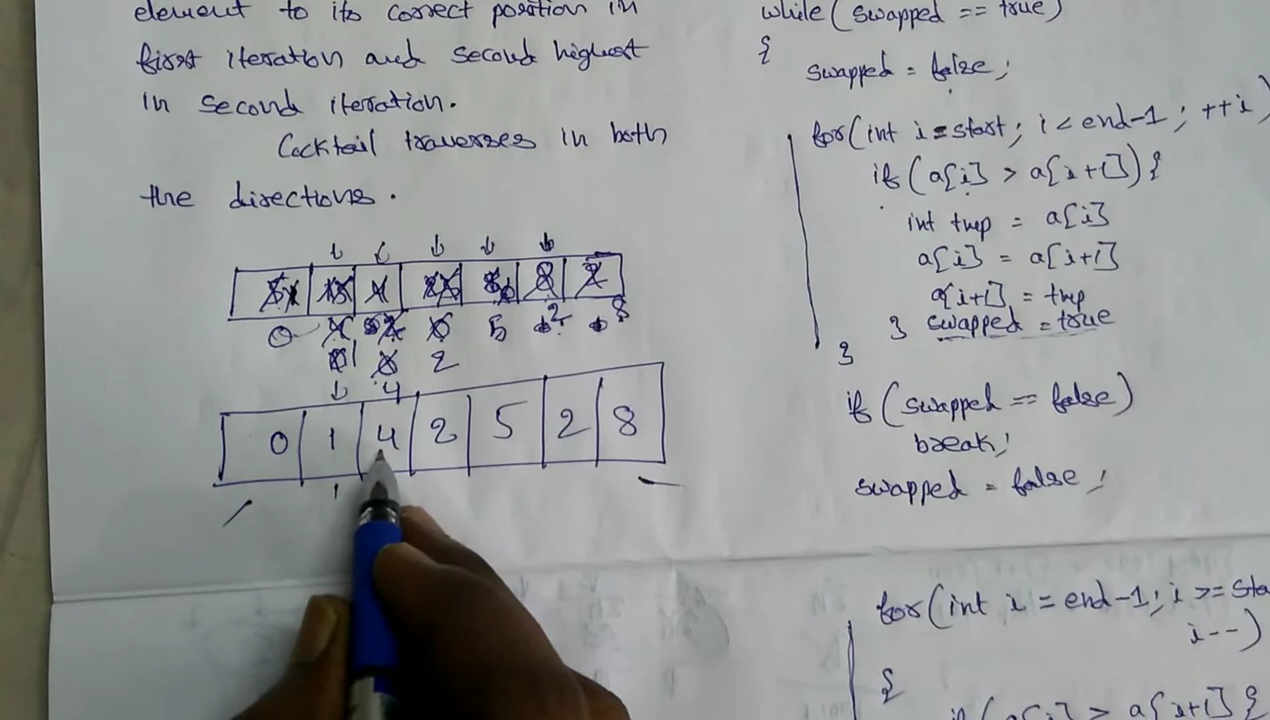 element to its correct position in
first iteration and second highest
in second iteration.
Cocktail traverses in both
the directions.
0 1 4 2 5 2 8
while(swapped == true)
{
swapped = false;
for(int i=start; i<end-1; ++i)
if(a[i] > a[i+1]){
int tmp = a[i]
a[i] = a[i+1]
a[i+1] = tmp
} swapped = true
}
if(swapped == false)
break;
swapped = false;
for(int i = end-1; i >= sta
i--)
{
if(a[i] > a[i+1]{